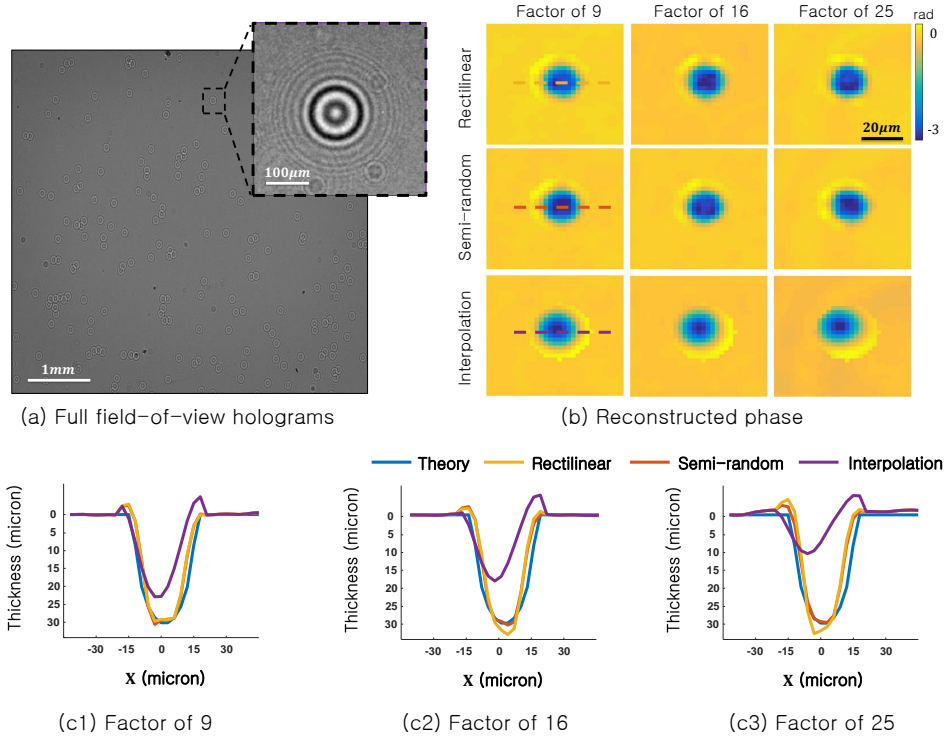 Factor of 9 Factor of 16 Factor of 25 rad
0
-3
Rectilinear
Semi-random
Interpolation
20μm
100μm
1mm
(a) Full field-of-view holograms
(b) Reconstructed phase
Theory Rectilinear Semi-random Interpolation
Thickness (micron)
0
5
10
15
20
25
30
-30 -15 0 15 30
X (micron)
(c1) Factor of 9
Thickness (micron)
0
5
10
15
20
25
30
-30 -15 0 15 30
X (micron)
(c2) Factor of 16
Thickness (micron)
0
5
10
15
20
25
30
-30 -15 0 15 30
X (micron)
(c3) Factor of 25